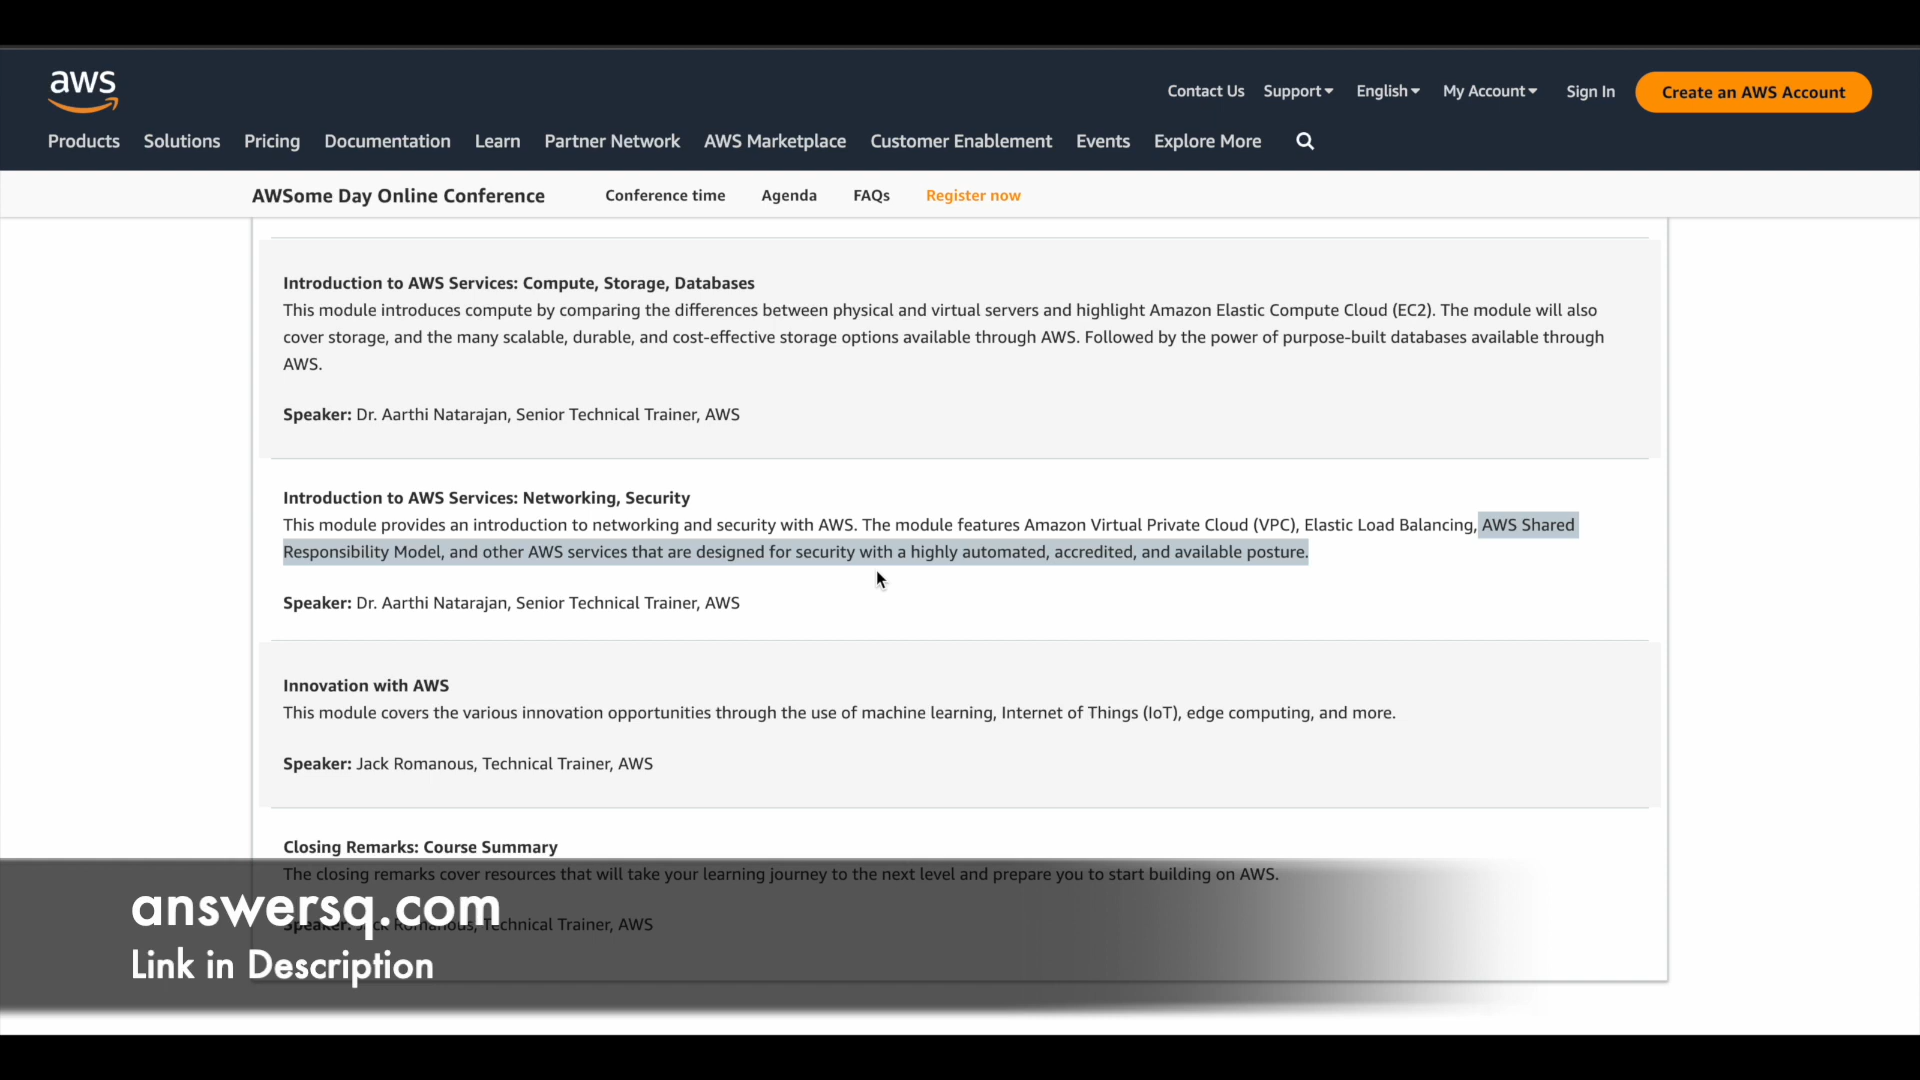 aws
Contact Us Support English My Account Sign In Create an AWS Account
Products Solutions Pricing Documentation Learn Partner Network AWS Marketplace Customer Enablement Events Explore More
AWSome Day Online Conference Conference time Agenda FAQs Register now
Introduction to AWS Services: Compute, Storage, Databases
This module introduces compute by comparing the differences between physical and virtual servers and highlight Amazon Elastic Compute Cloud (EC2). The module will also
cover storage, and the many scalable, durable, and cost-effective storage options available through AWS. Followed by the power of purpose-built databases available through
AWS.
Speaker: Dr. Aarthi Natarajan, Senior Technical Trainer, AWS
Introduction to AWS Services: Networking, Security
This module provides an introduction to networking and security with AWS. The module features Amazon Virtual Private Cloud (VPC), Elastic Load Balancing, AWS Shared
Responsibility Model, and other AWS services that are designed for security with a highly automated, accredited, and available posture.
Speaker: Dr. Aarthi Natarajan, Senior Technical Trainer, AWS
Innovation with AWS
This module covers the various innovation opportunities through the use of machine learning, Internet of Things (IoT), edge computing, and more.
Speaker: Jack Romanous, Technical Trainer, AWS
Closing Remarks: Course Summary
The closing remarks cover resources that will take your learning journey to the next level and prepare you to start building on AWS.
Speaker: Jack Romanous, Technical Trainer, AWS
answersq.com
Link in Description